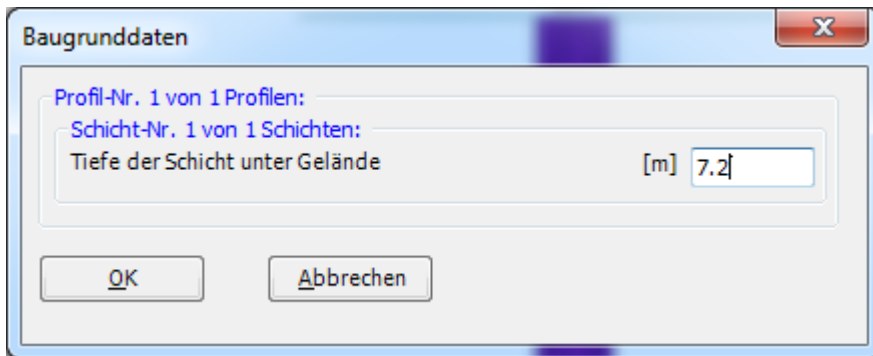 Baugrunddaten
Profil-Nr. 1 von 1 Profilen:
Schicht-Nr. 1 von 1 Schichten:
Tiefe der Schicht unter Gelände [m] 7.2
OK Abbrechen